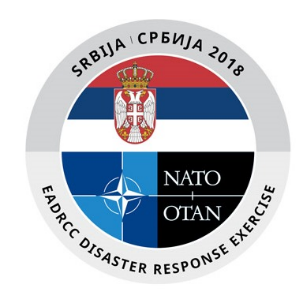 SRBIJA | СРБИЈА 2018
NATO
OTAN
EADRCC DISASTER RESPONSE EXERCISE